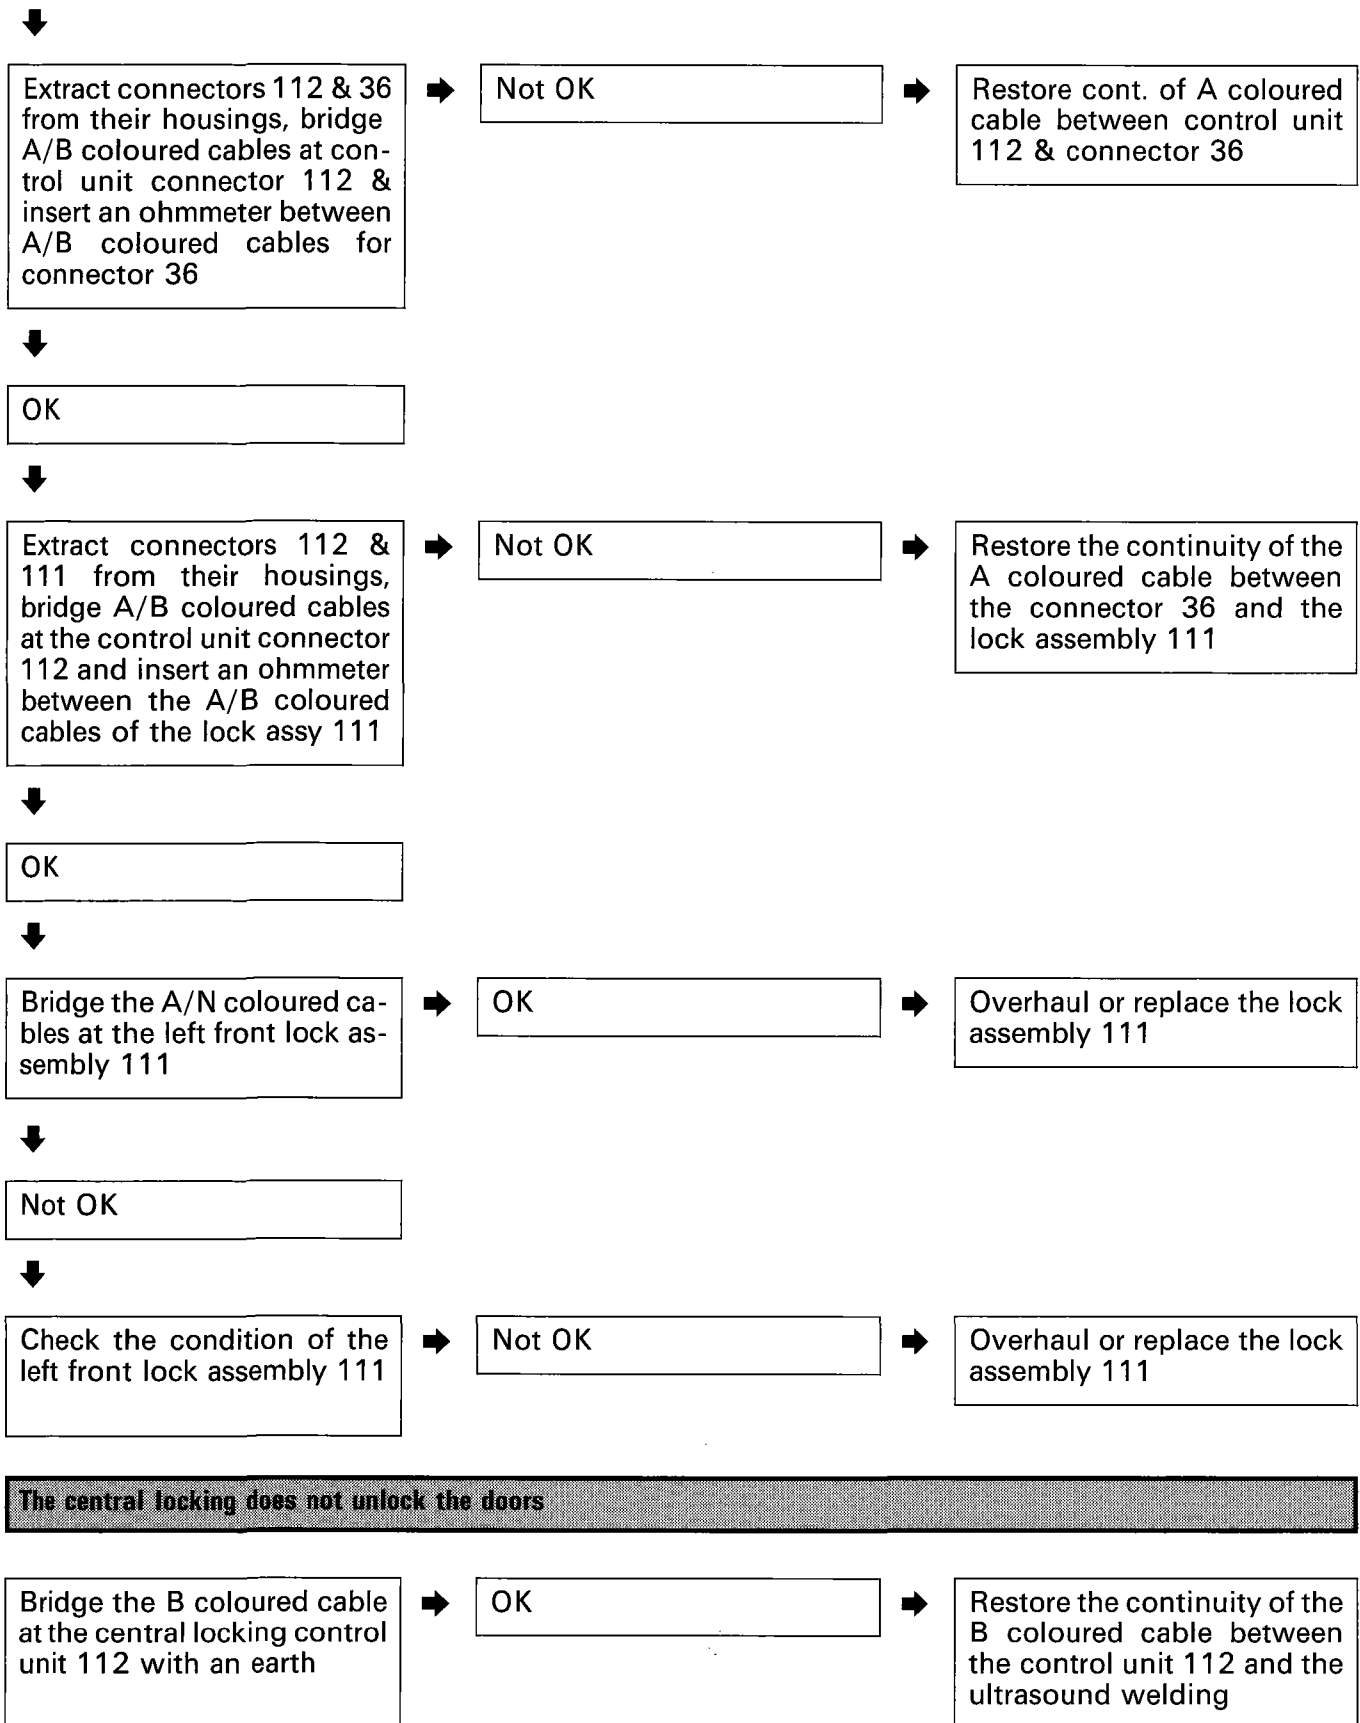 Extract connectors 112 & 36
from their housings, bridge
A/B coloured cables at con-
trol unit connector 112 &
insert an ohmmeter between
A/B coloured cables for
connector 36
Not OK
Restore cont. of A coloured
cable between control unit
112 & connector 36
OK
Extract connectors 112 &
111 from their housings,
bridge A/B coloured cables
at the control unit connector
112 and insert an ohmmeter
between the A/B coloured
cables of the lock assy 111
Not OK
Restore the continuity of the
A coloured cable between
the connector 36 and the
lock assembly 111
OK
Bridge the A/N coloured ca-
bles at the left front lock as-
sembly 111
OK
Overhaul or replace the lock
assembly 111
Not OK
Check the condition of the
left front lock assembly 111
Not OK
Overhaul or replace the lock
assembly 111
The central locking does not unlock the doors
Bridge the B coloured cable
at the central locking control
unit 112 with an earth
OK
Restore the continuity of the
B coloured cable between
the control unit 112 and the
ultrasound welding